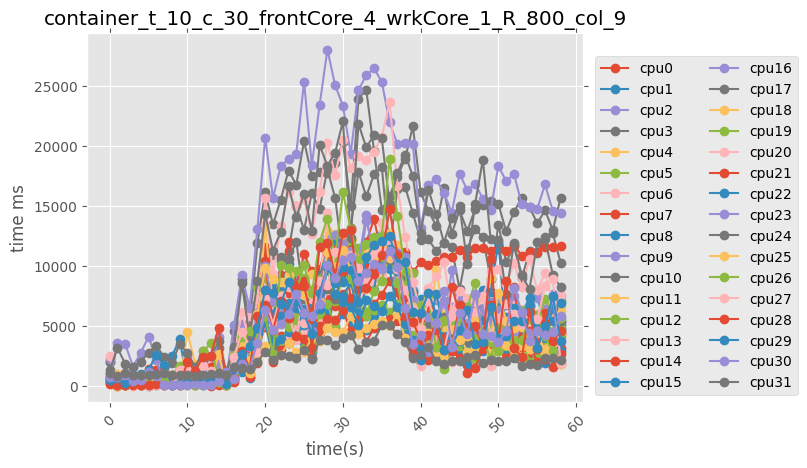 container_t_10_c_30_frontCore_4_wrkCore_1_R_800_col_9
25000
20000
15000
10000
5000
0
time ms
0 10 20 30 40 50 60
time(s)
cpu0 cpu16
cpu1 cpu17
cpu2 cpu18
cpu3 cpu19
cpu4 cpu20
cpu5 cpu21
cpu6 cpu22
cpu7 cpu23
cpu8 cpu24
cpu9 cpu25
cpu10 cpu26
cpu11 cpu27
cpu12 cpu28
cpu13 cpu29
cpu14 cpu30
cpu15 cpu31